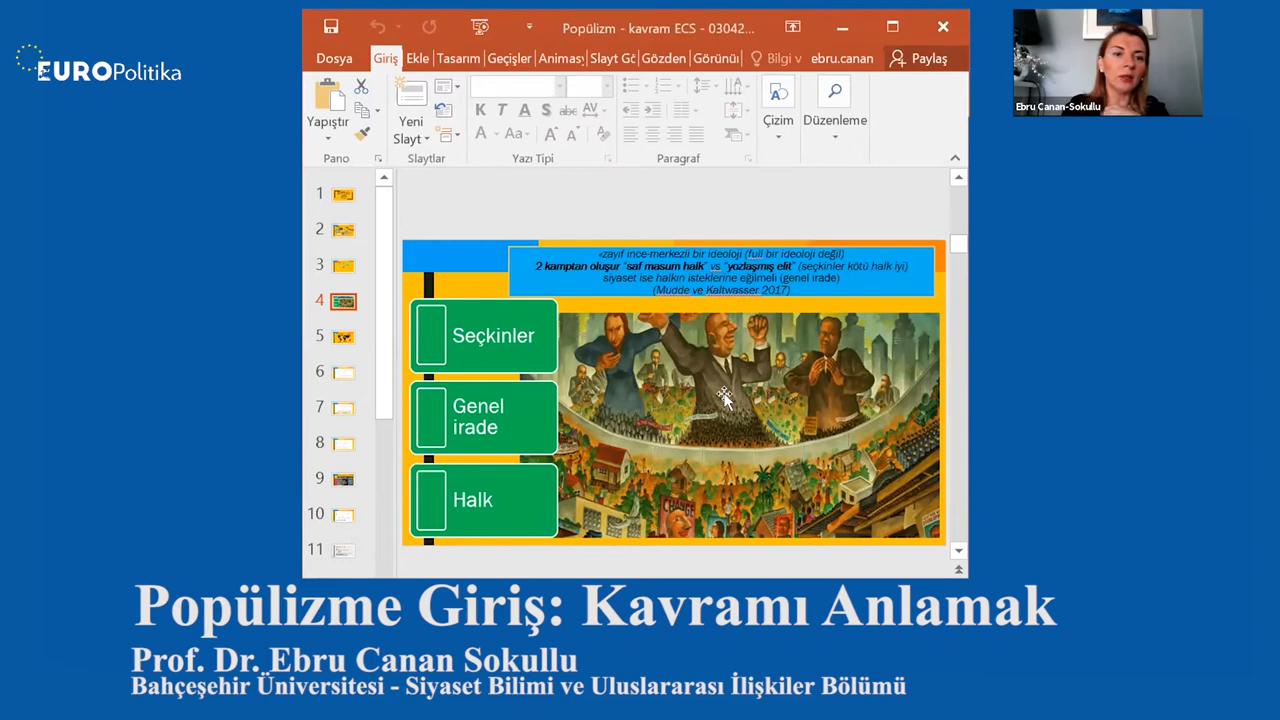 EUROPolitika
Popülizm - kavram ECS - 03042...
Dosya Giriş Ekle Tasarım Geçişler Animasy Slayt Gö Gözden Görünü Bilgi v ebru.canan Paylaş
Yapıştır
Yeni
Slayt
K T A S abc AV
A Aa A A
Çizim
Düzenleme
Pano Slaytlar Yazı Tipi Paragraf
Ebru Canan-Sokullu
1
2
3
4
5
6
7
8
9
10
11
«zayıf ince-merkezli bir ideoloji (full bir ideoloji değil)
2 kamptan oluşur “saf masum halk” vs “yozlaşmış elit” (seçkinler kötü halk iyi)
siyaset ise halkın isteklerine eğilmeli (genel irade)
(Mudde ve Kaltwasser 2017)
Seçkinler
Genel
irade
Halk
CHANGE
Popülizme Giriş: Kavramı Anlamak
Prof. Dr. Ebru Canan Sokullu
Bahçeşehir Üniversitesi - Siyaset Bilimi ve Uluslararası İlişkiler Bölümü